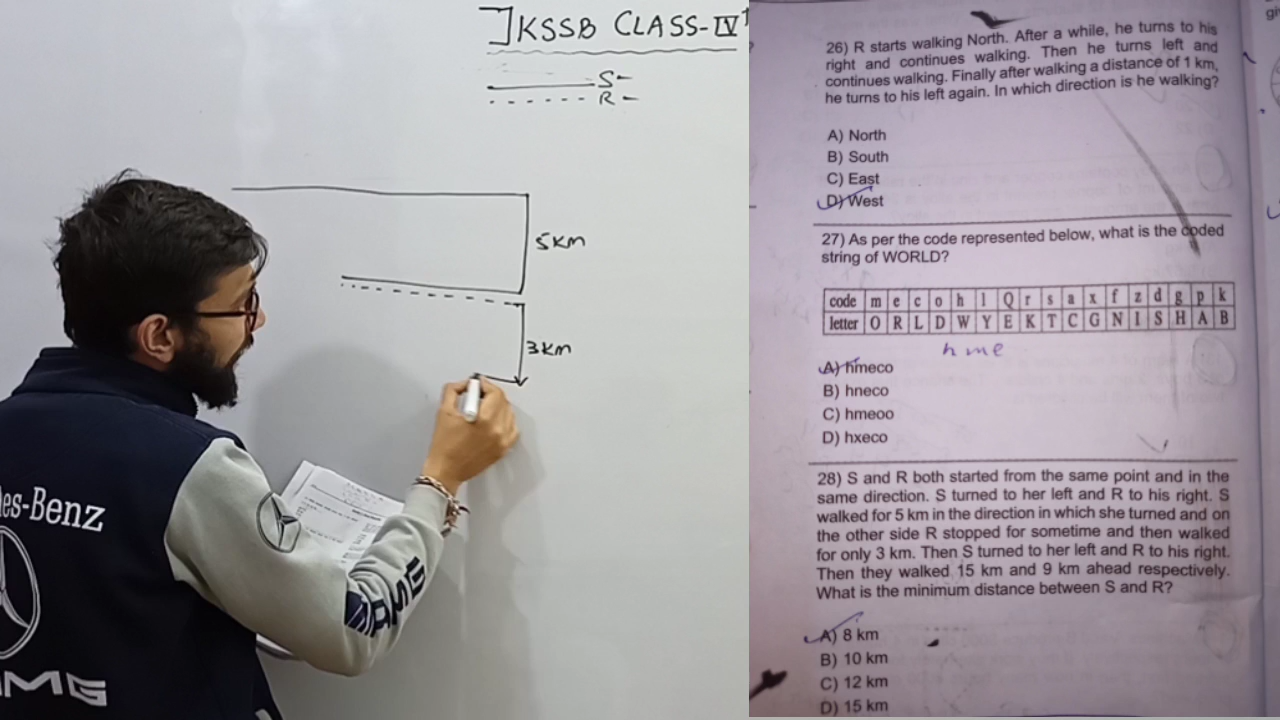 JKSSB CLASS-IV
S-
R-
5KM
3KM
es-Benz
AMG
MG
26) R starts walking North. After a while, he turns to his
right and continues walking. Then he turns left and
continues walking. Finally after walking a distance of 1 km,
he turns to his left again. In which direction is he walking?
A) North
B) South
C) East
D) West
27) As per the code represented below, what is the coded
string of WORLD?
code m e c o h l Q r s a x f z d g p k
letter O R L D W Y E K T C G N I S H A B
h m e
A) hmeco
B) hneco
C) hmeoo
D) hxeco
28) S and R both started from the same point and in the
same direction. S turned to her left and R to his right. S
walked for 5 km in the direction in which she turned and on
the other side R stopped for sometime and then walked
for only 3 km. Then S turned to her left and R to his right.
Then they walked 15 km and 9 km ahead respectively.
What is the minimum distance between S and R?
A) 8 km
B) 10 km
C) 12 km
D) 15 km
gi